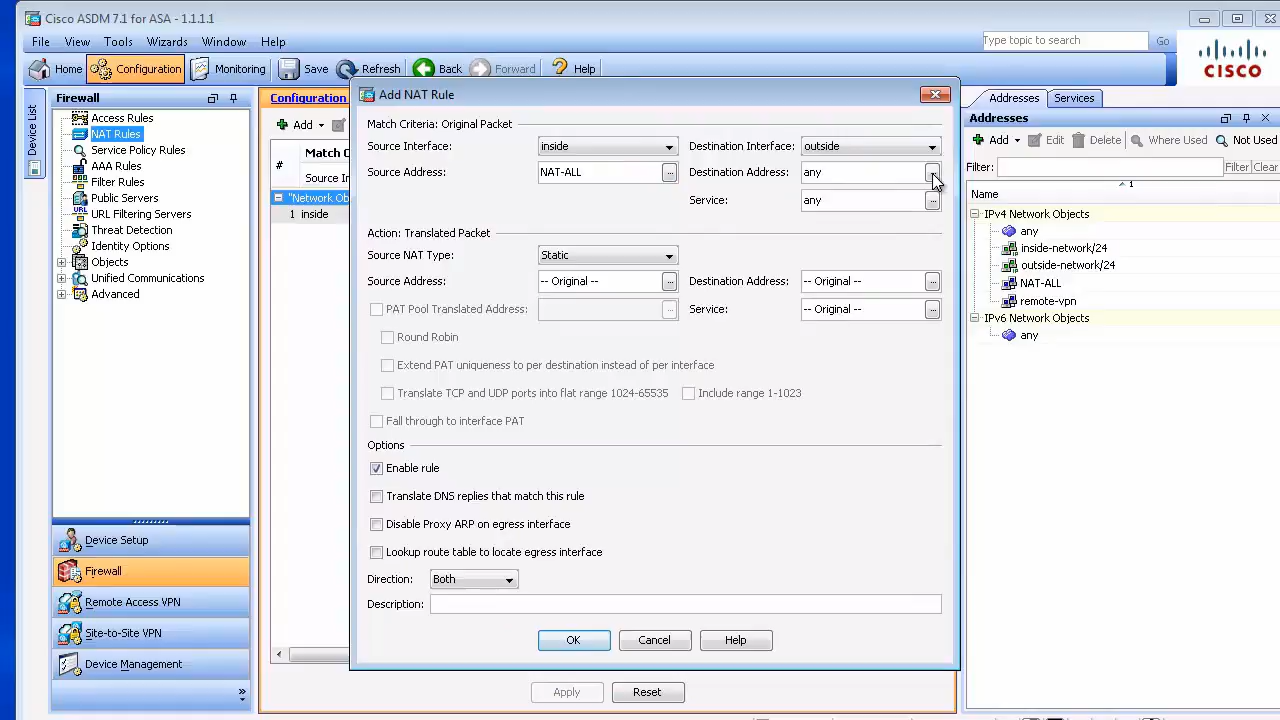 Cisco ASDM 7.1 for ASA - 1.1.1.1
File View Tools Wizards Window Help
Type topic to search Go
Home Configuration Monitoring Save Refresh Back Forward Help
CISCO
Device List
Firewall
Access Rules
NAT Rules
Service Policy Rules
AAA Rules
Filter Rules
Public Servers
URL Filtering Servers
Threat Detection
Identity Options
Objects
Unified Communications
Advanced
Device Setup
Firewall
Remote Access VPN
Site-to-Site VPN
Device Management
Configuration
Add
# Match C
Source In
"Network Ob
1 inside
Add NAT Rule
Match Criteria: Original Packet
Source Interface: inside Destination Interface: outside
Source Address: NAT-ALL ... Destination Address: any
Service: any ...
Action: Translated Packet
Source NAT Type: Static
Source Address: -- Original -- ... Destination Address: -- Original -- ...
PAT Pool Translated Address: ... Service: -- Original -- ...
Round Robin
Extend PAT uniqueness to per destination instead of per interface
Translate TCP and UDP ports into flat range 1024-65535 Include range 1-1023
Fall through to interface PAT
Options
Enable rule
Translate DNS replies that match this rule
Disable Proxy ARP on egress interface
Lookup route table to locate egress interface
Direction: Both
Description:
OK Cancel Help
Apply Reset
Addresses Services
Addresses
Add Edit Delete Where Used Not Used
Filter: Filter Clear
1
Name
IPv4 Network Objects
any
inside-network/24
outside-network/24
NAT-ALL
remote-vpn
IPv6 Network Objects
any